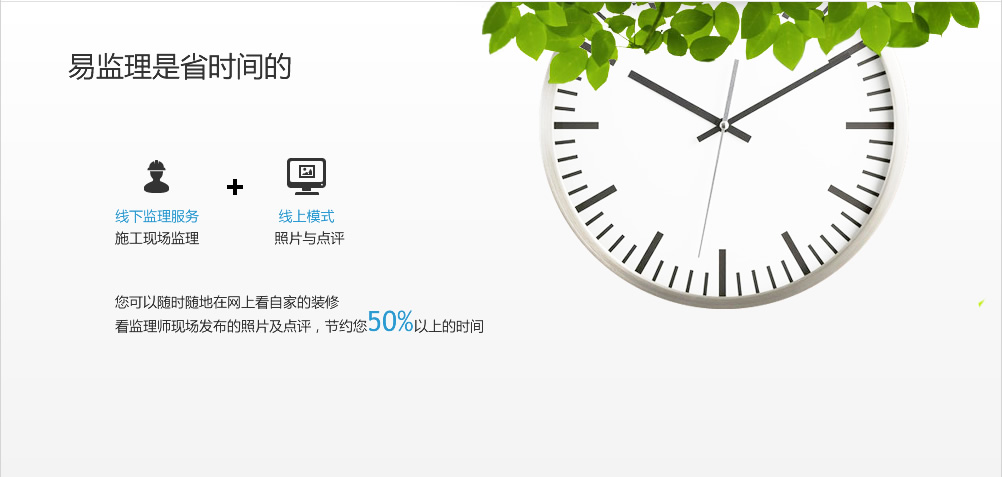 易监理是省时间的
线下监理服务
施工现场监理
线上模式
照片与点评
您可以随时随地在网上看自家的装修
看监理师现场发布的照片及点评，节约您50%以上的时间